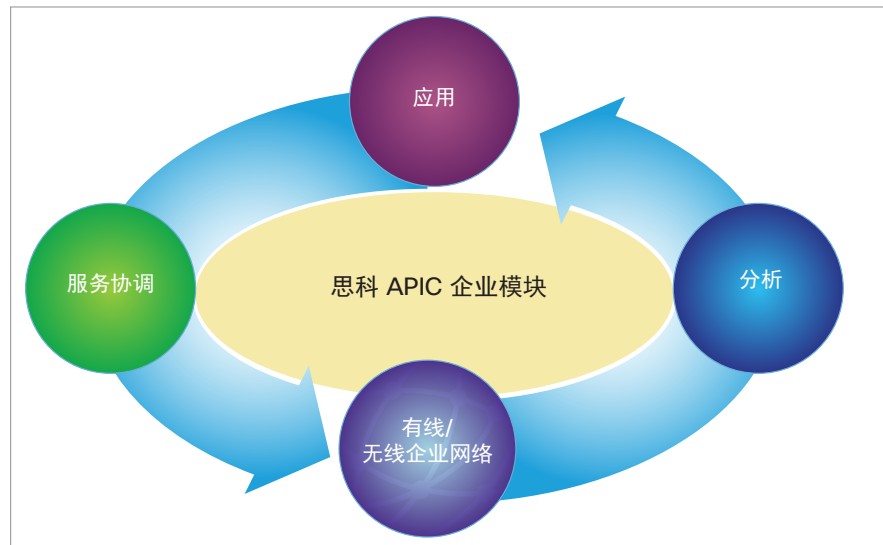 应用
服务协调
思科 APIC 企业模块
分析
有线/
无线企业网络